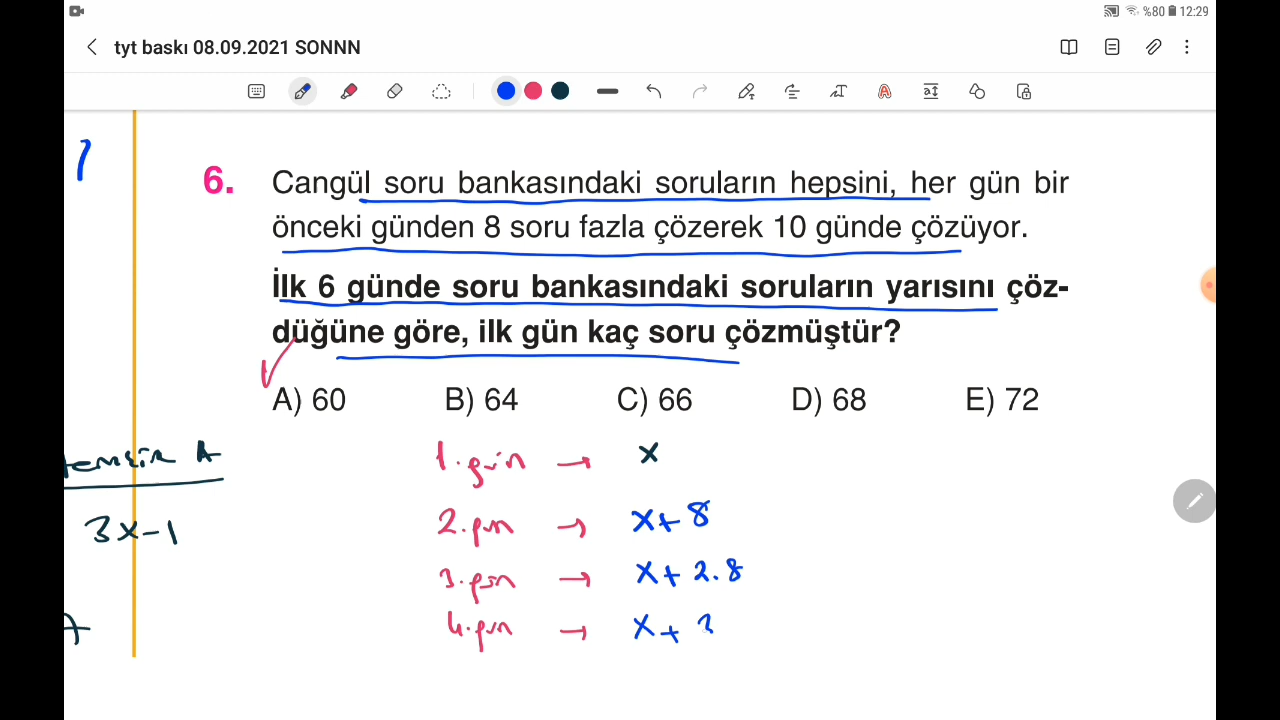 %80 12:29
tyt baskı 08.09.2021 SONNN
6. Cangül soru bankasındaki soruların hepsini, her gün bir
önceki günden 8 soru fazla çözerek 10 günde çözüyor.
İlk 6 günde soru bankasındaki soruların yarısını çöz-
düğüne göre, ilk gün kaç soru çözmüştür?
A) 60 B) 64 C) 66 D) 68 E) 72
1.gün → x
2.gün → x+8
3.gün → x+2.8
4.gün → x+3
3x-1